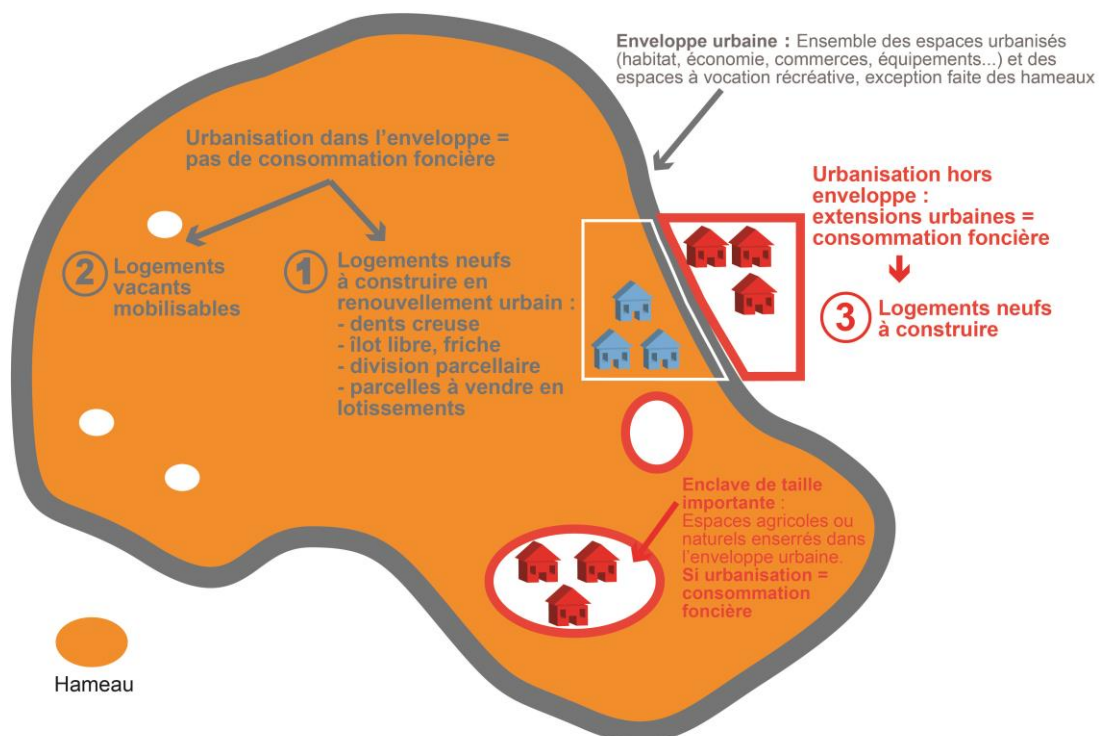 Enveloppe urbaine : Ensemble des espaces urbanisés
(habitat, économie, commerces, équipements...) et des
espaces à vocation récréative, exception faite des hameaux
Urbanisation dans l'enveloppe =
pas de consommation foncière
2 Logements
vacants
mobilisables
1 Logements neufs
à construire en
renouvellement urbain :
- dents creuse
- îlot libre, friche
- division parcellaire
- parcelles à vendre en
lotissements
Urbanisation hors
enveloppe :
extensions urbaines =
consommation foncière
3 Logements neufs
à construire
Enclave de taille
importante :
Espaces agricoles ou
naturels enserrés dans
l'enveloppe urbaine.
Si urbanisation =
consommation
foncière
Hameau